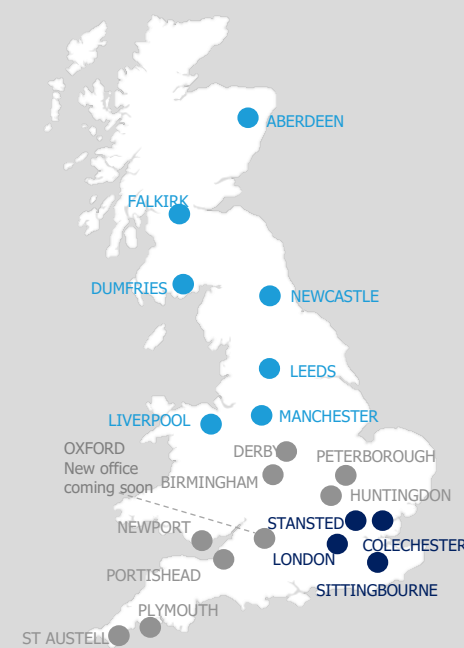 ABERDEEN
FALKIRK
DUMFRIES
NEWCASTLE
LEEDS
LIVERPOOL
MANCHESTER
OXFORD
New office
coming soon
DERBY
PETERBOROUGH
BIRMINGHAM
HUNTINGDON
STANSTED
NEWPORT
COLECHESTER
LONDON
PORTISHEAD
SITTINGBOURNE
PLYMOUTH
ST AUSTELL